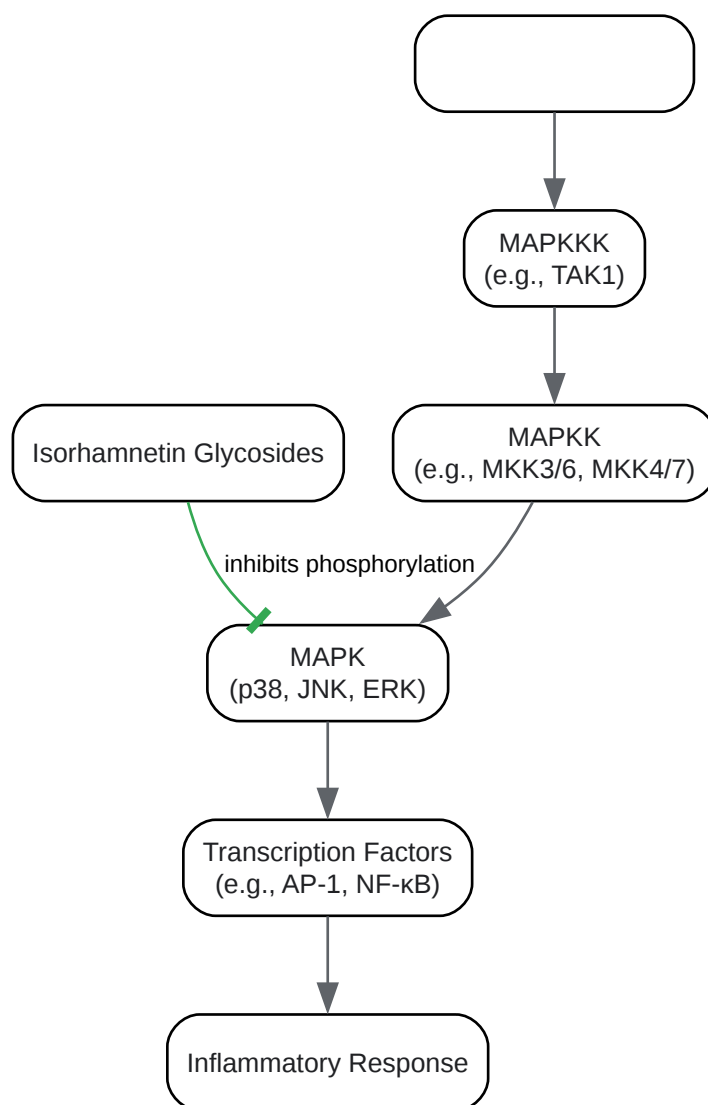 MAPKKK
(e.g., TAK1)
Isorhamnetin Glycosides
MAPKK
(e.g., MKK3/6, MKK4/7)
inhibits phosphorylation
MAPK
(p38, JNK, ERK)
Transcription Factors
(e.g., AP-1, NF-κB)
Inflammatory Response